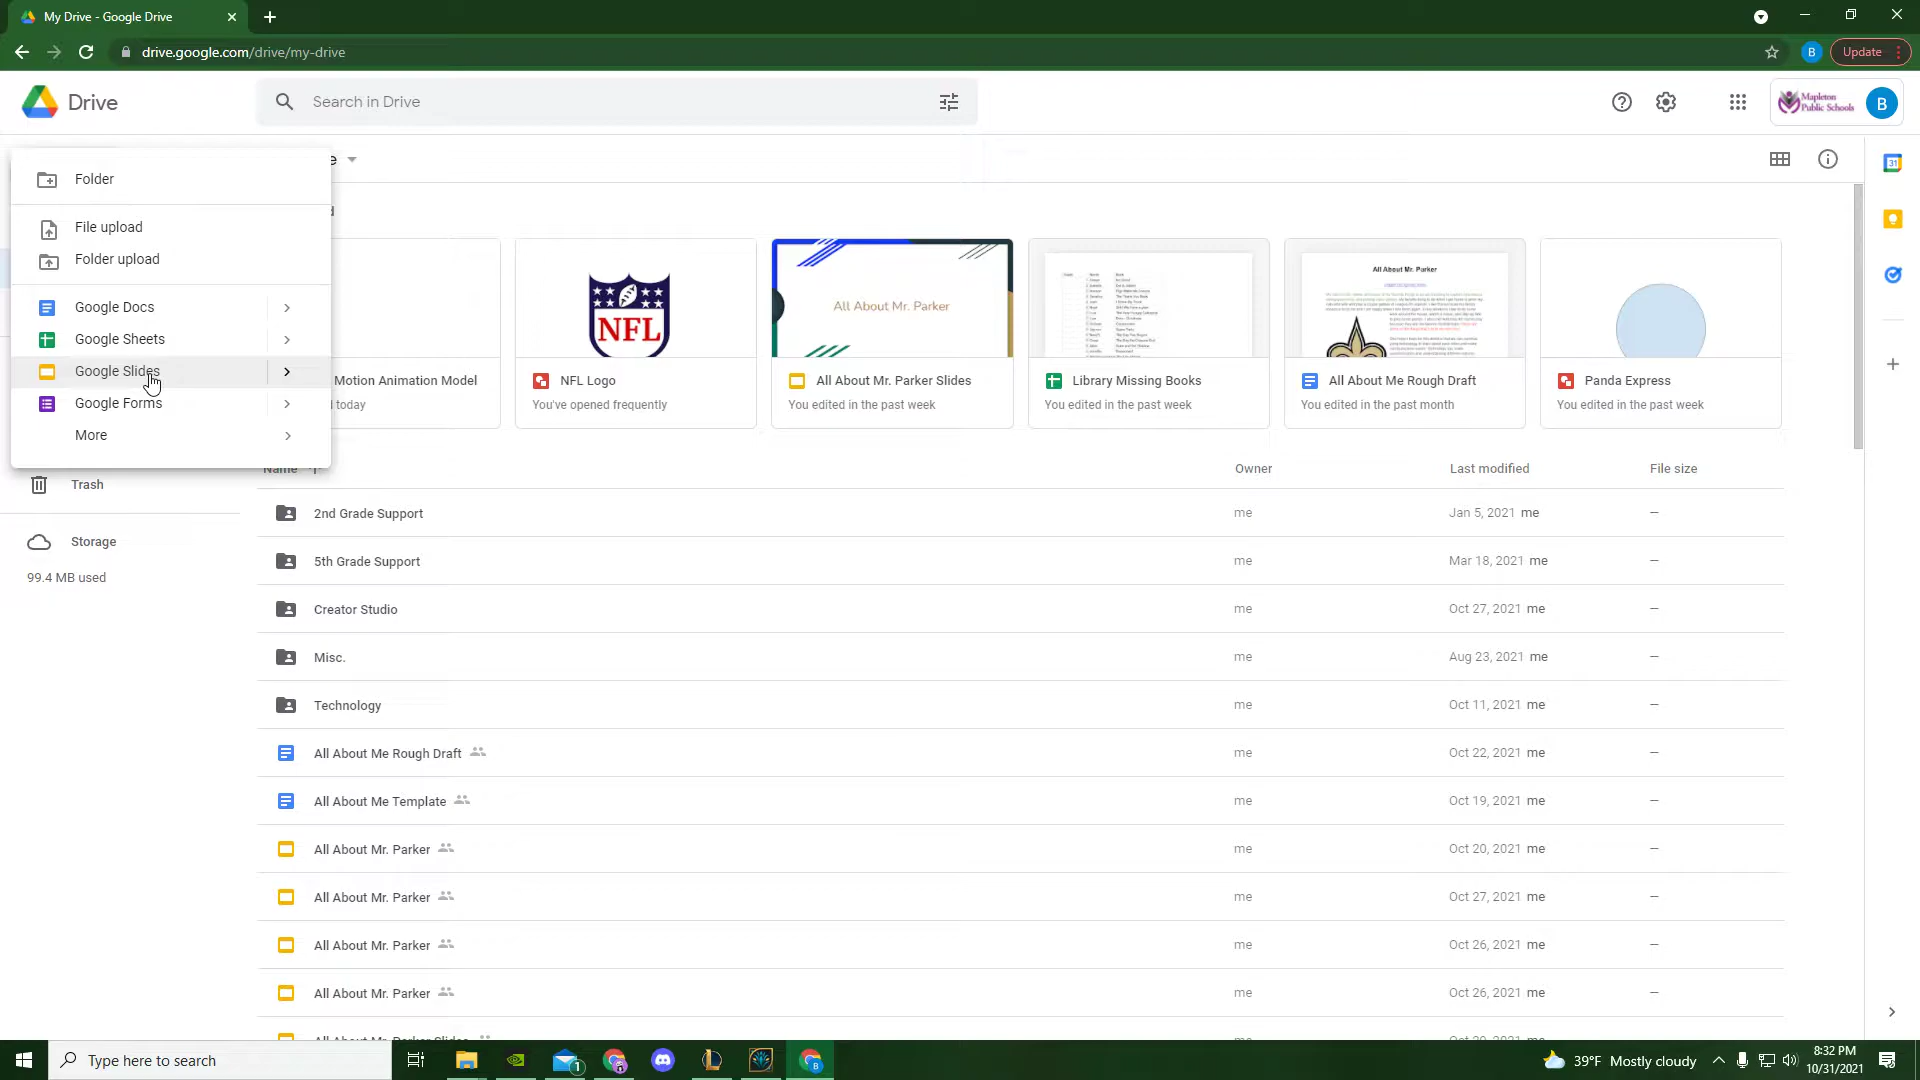 My Drive - Google Drive
drive.google.com/drive/my-drive
B
Update
Drive
Search in Drive
Mapleton
Public Schools
B
Folder
File upload
Folder upload
Google Docs
Google Sheets
Google Slides
Google Forms
More
Trash
Storage
99.4 MB used
31
All About Mr. Parker
NFL
All About Mr. Parker
Motion Animation Model
today
NFL Logo
You've opened frequently
All About Mr. Parker Slides
You edited in the past week
Library Missing Books
You edited in the past week
All About Me Rough Draft
You edited in the past month
Panda Express
You edited in the past week
Name
Owner
Last modified
File size
2nd Grade Support
me
Jan 5, 2021 me
—
5th Grade Support
me
Mar 18, 2021 me
—
Creator Studio
me
Oct 27, 2021 me
—
Misc.
me
Aug 23, 2021 me
—
Technology
me
Oct 11, 2021 me
—
All About Me Rough Draft
me
Oct 22, 2021 me
—
All About Me Template
me
Oct 19, 2021 me
—
All About Mr. Parker
me
Oct 20, 2021 me
—
All About Mr. Parker
me
Oct 27, 2021 me
—
All About Mr. Parker
me
Oct 26, 2021 me
—
All About Mr. Parker
me
Oct 26, 2021 me
—
Type here to search
1
39°F Mostly cloudy
8:32 PM
10/31/2021